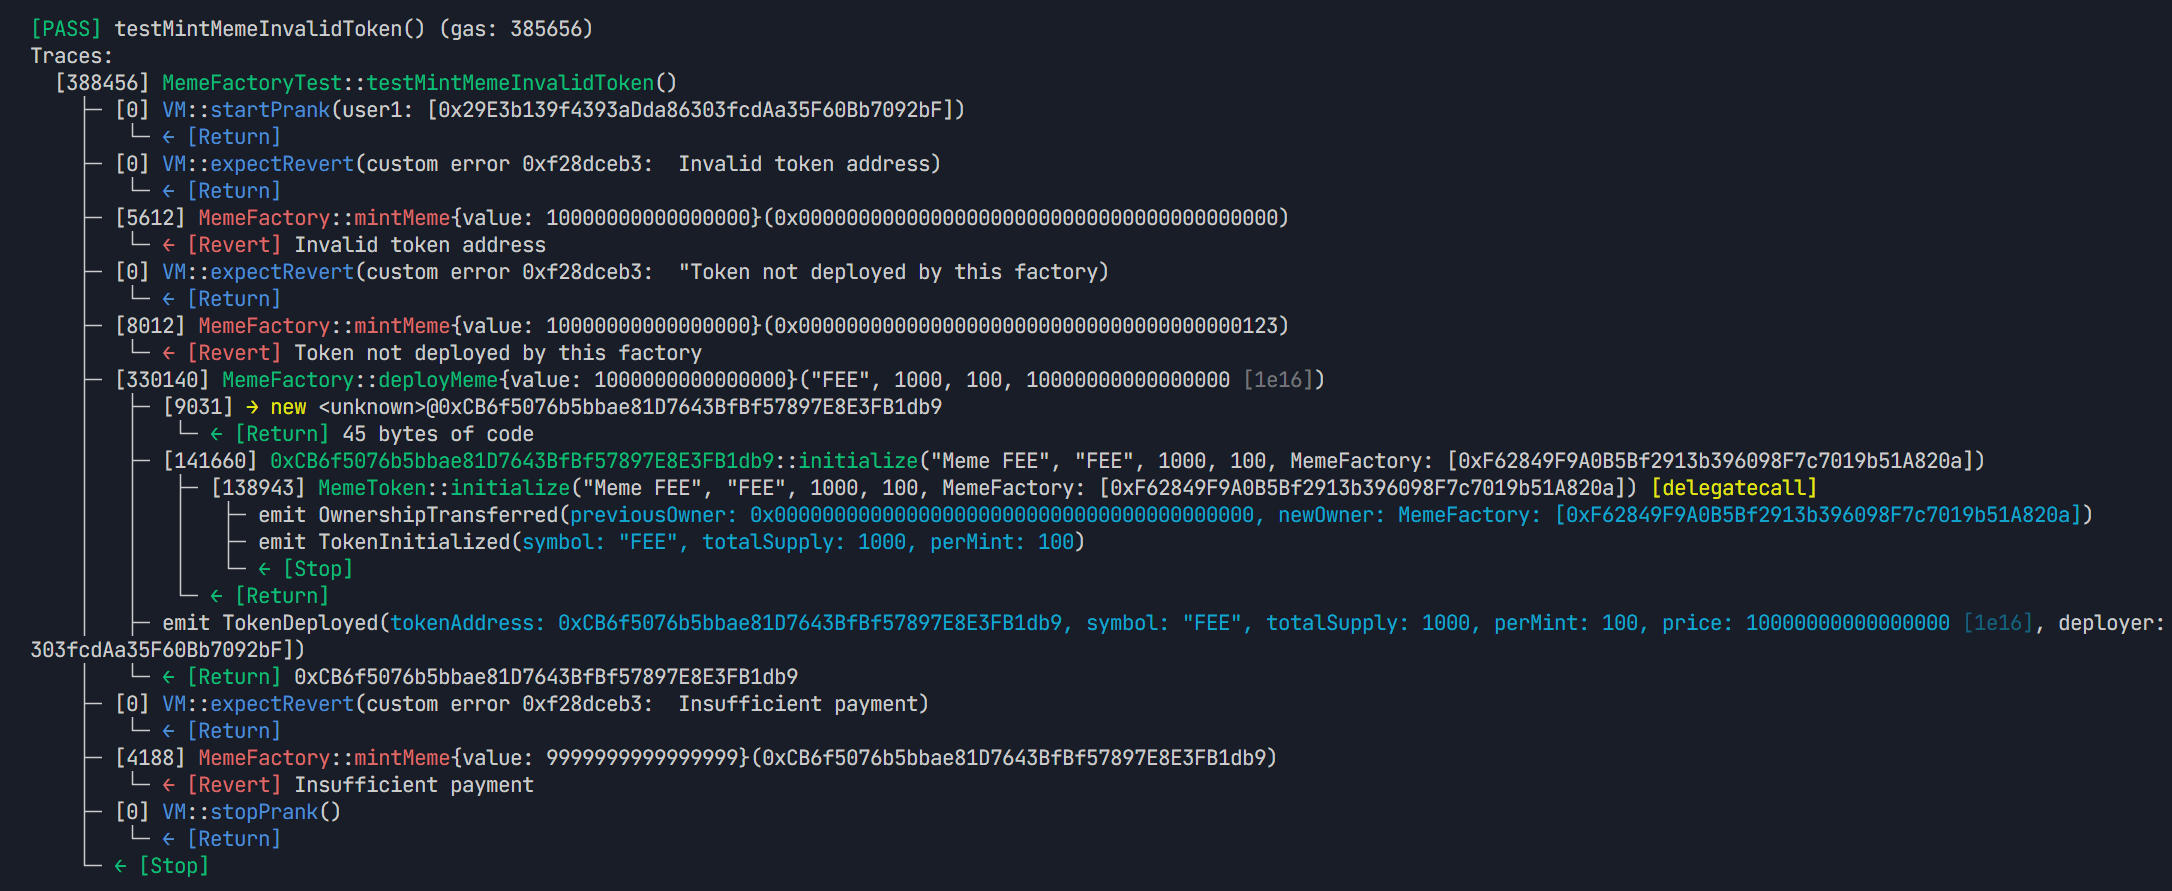 [PASS] testMintMemeInvalidToken() (gas: 385656)
Traces:
[388456] MemeFactoryTest::testMintMemeInvalidToken()
├─ [0] VM::startPrank(user1: [0x29E3b139f4393aDda86303fcdAa35F60Bb7092bF])
│ └─ ← [Return]
├─ [0] VM::expectRevert(custom error 0xf28dceb3:  Invalid token address)
│ └─ ← [Return]
├─ [5612] MemeFactory::mintMeme{value: 10000000000000000}(0x0000000000000000000000000000000000000000)
│ └─ ← [Revert] Invalid token address
├─ [0] VM::expectRevert(custom error 0xf28dceb3:  "Token not deployed by this factory)
│ └─ ← [Return]
├─ [8012] MemeFactory::mintMeme{value: 10000000000000000}(0x0000000000000000000000000000000000000123)
│ └─ ← [Revert] Token not deployed by this factory
├─ [330140] MemeFactory::deployMeme{value: 1000000000000000}("FEE", 1000, 100, 10000000000000000 [1e16])
│ ├─ [9031] → new <unknown>@0xCB6f5076b5bbae81D7643BfBf57897E8E3FB1db9
│ │ └─ ← [Return] 45 bytes of code
│ ├─ [141660] 0xCB6f5076b5bbae81D7643BfBf57897E8E3FB1db9::initialize("Meme FEE", "FEE", 1000, 100, MemeFactory: [0xF62849F9A0B5Bf2913b396098F7c7019b51A820a])
│ │ ├─ [138943] MemeToken::initialize("Meme FEE", "FEE", 1000, 100, MemeFactory: [0xF62849F9A0B5Bf2913b396098F7c7019b51A820a]) [delegatecall]
│ │ │ ├─ emit OwnershipTransferred(previousOwner: 0x0000000000000000000000000000000000000000, newOwner: MemeFactory: [0xF62849F9A0B5Bf2913b396098F7c7019b51A820a])
│ │ │ ├─ emit TokenInitialized(symbol: "FEE", totalSupply: 1000, perMint: 100)
│ │ │ └─ ← [Stop]
│ │ └─ ← [Return]
│ ├─ emit TokenDeployed(tokenAddress: 0xCB6f5076b5bbae81D7643BfBf57897E8E3FB1db9, symbol: "FEE", totalSupply: 1000, perMint: 100, price: 10000000000000000 [1e16], deployer:
303fcdAa35F60Bb7092bF])
│ └─ ← [Return] 0xCB6f5076b5bbae81D7643BfBf57897E8E3FB1db9
├─ [0] VM::expectRevert(custom error 0xf28dceb3:  Insufficient payment)
│ └─ ← [Return]
├─ [4188] MemeFactory::mintMeme{value: 9999999999999999}(0xCB6f5076b5bbae81D7643BfBf57897E8E3FB1db9)
│ └─ ← [Revert] Insufficient payment
├─ [0] VM::stopPrank()
│ └─ ← [Return]
└─ ← [Stop]